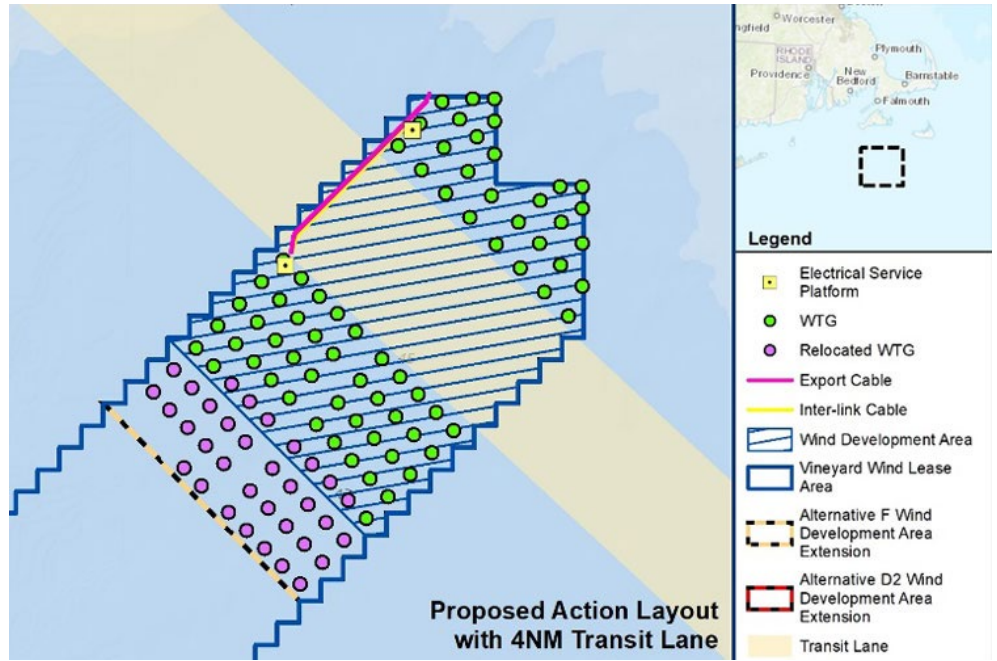 Proposed Action Layout
with 4NM Transit Lane
Worcester
RHODE
ISLAND
Plymouth
Providence
New
Bedford
Barnstable
Falmouth
Legend
Electrical Service
Platform
WTG
Relocated WTG
Export Cable
Inter-link Cable
Wind Development Area
Vineyard Wind Lease
Area
Alternative F Wind
Development Area
Extension
Alternative D2 Wind
Development Area
Extension
Transit Lane